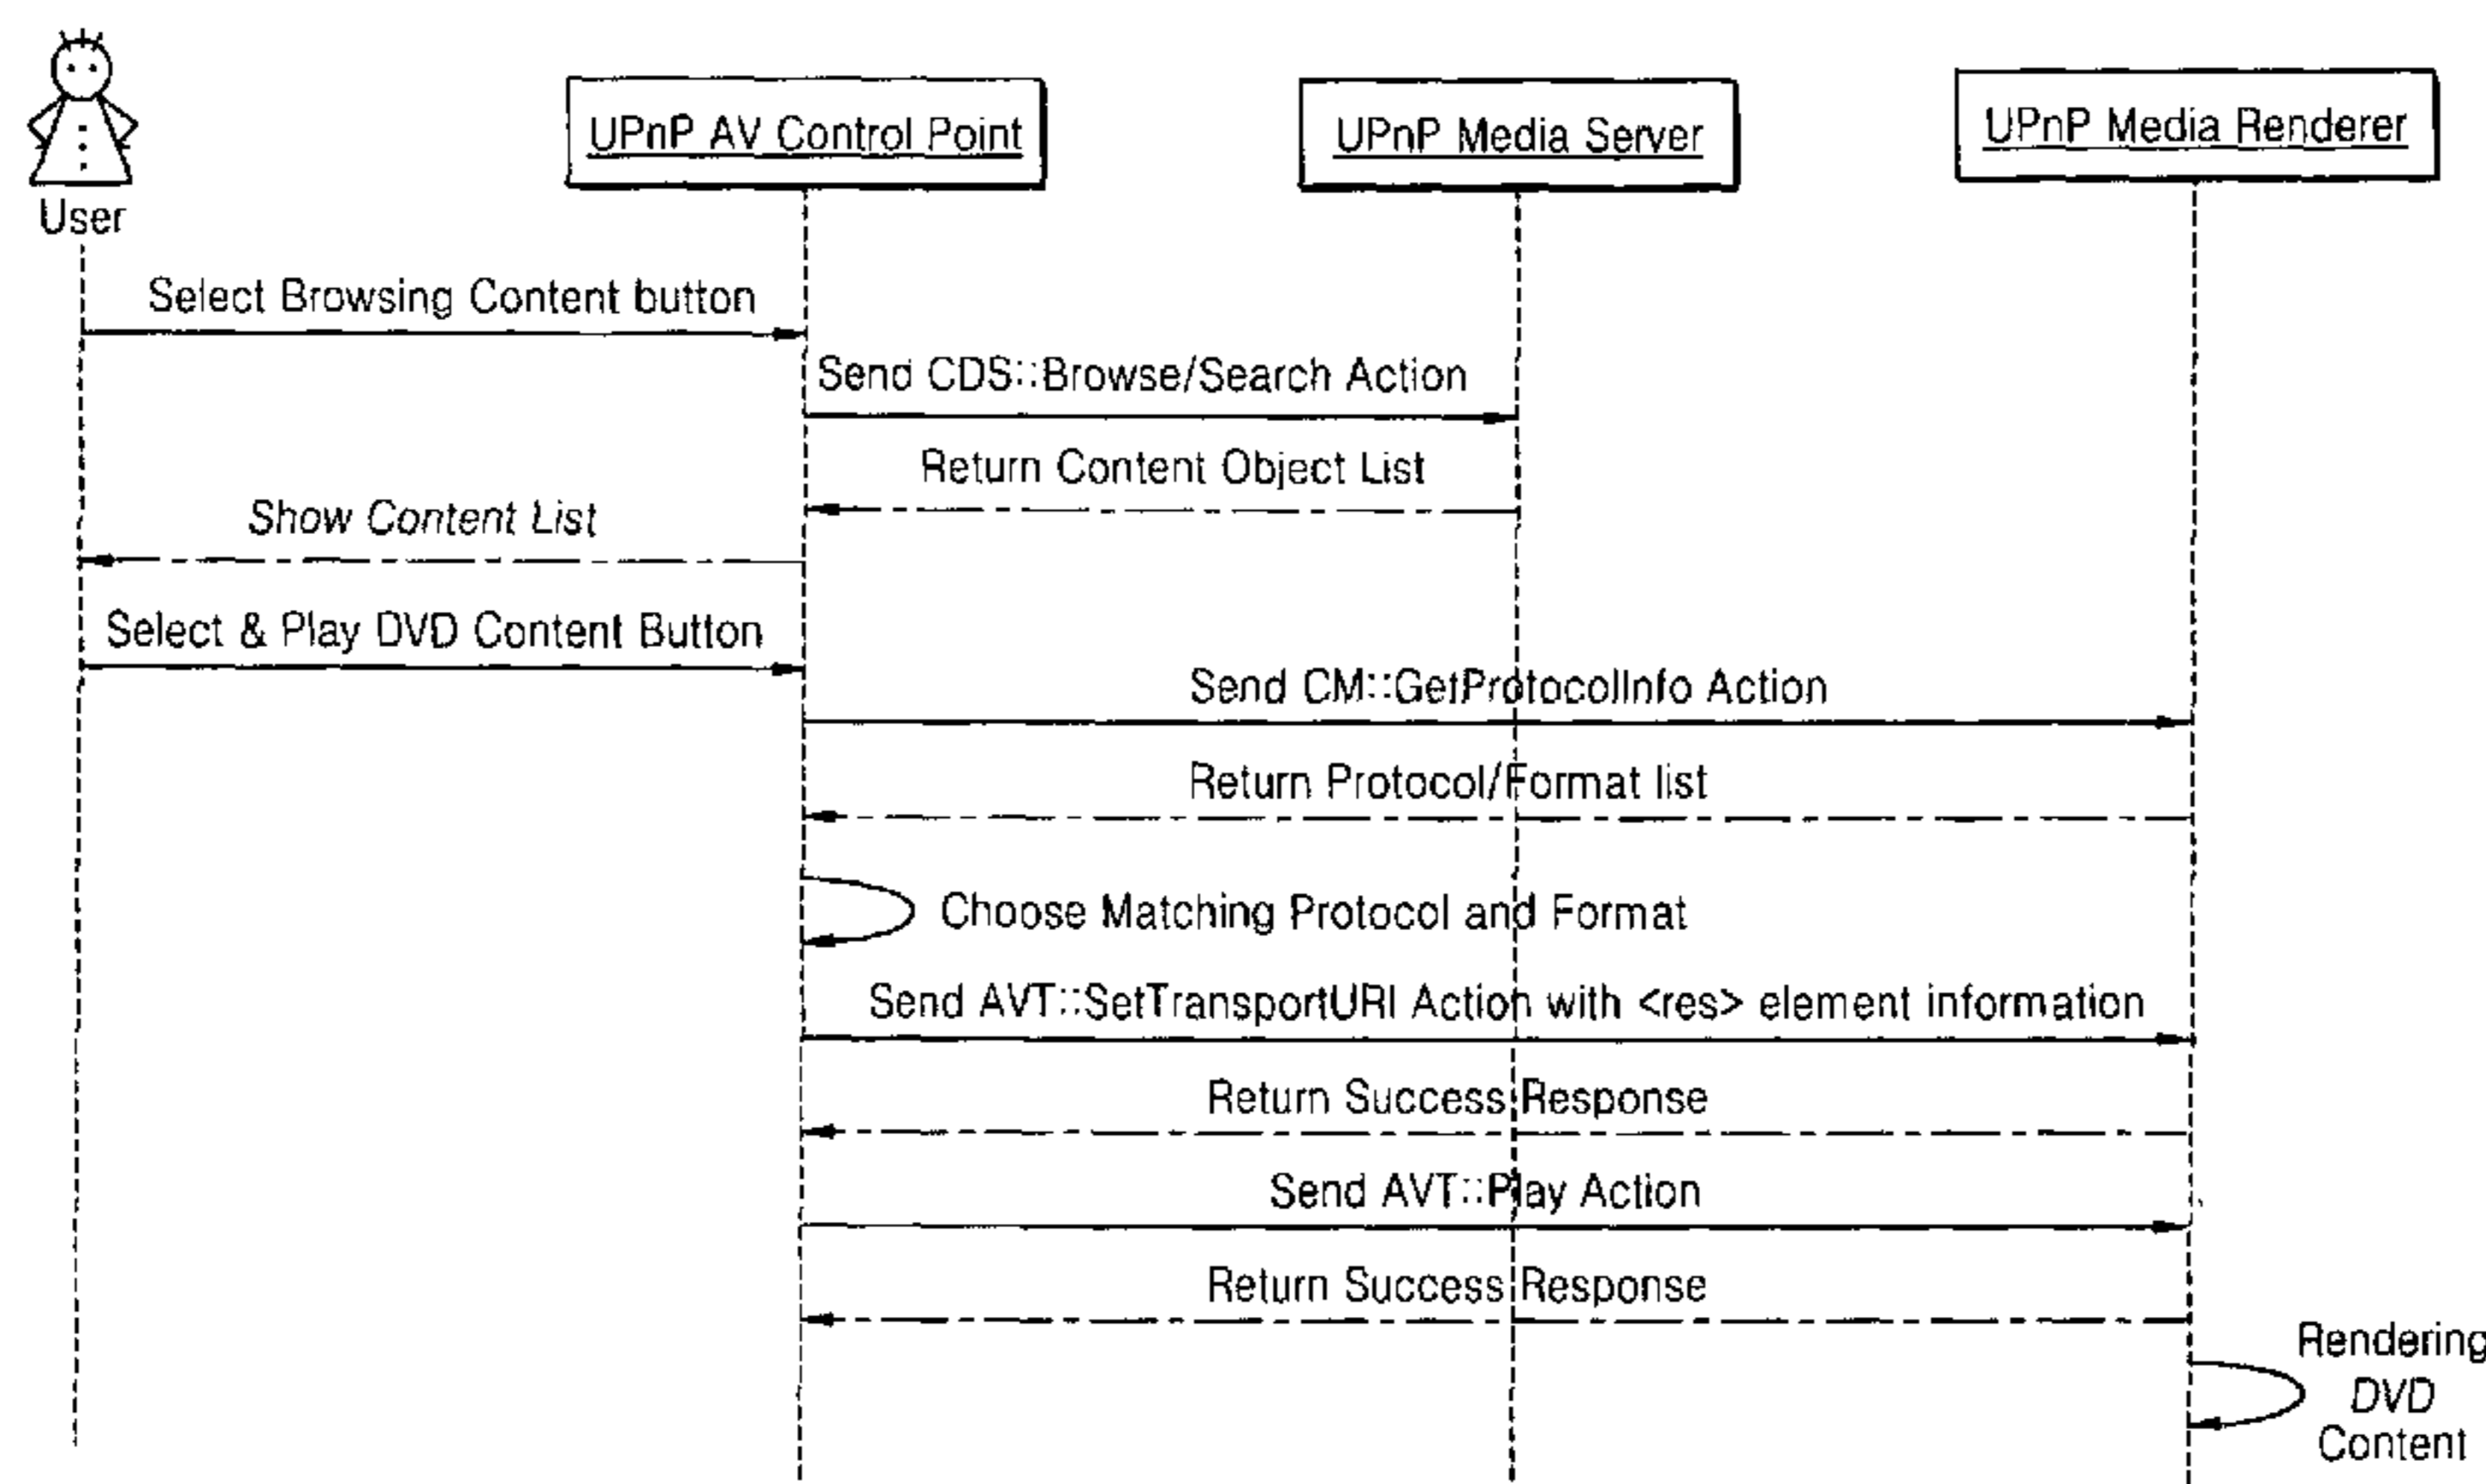 UPnP AV Control Point
UPnP Media Server
UPnP Media Renderer
User
Select Browsing Content button
Send CDS::Browse/Search Action
Return Content Object List
Show Content List
Select & Play DVD Content Button
Send CM::GetProtocolInfo Action
Return Protocol/Format list
Choose Matching Protocol and Format
Send AVT::SetTransportURI Action with <res> element information
Return Success Response
Send AVT::Play Action
Return Success Response
Rendering
DVD
Content